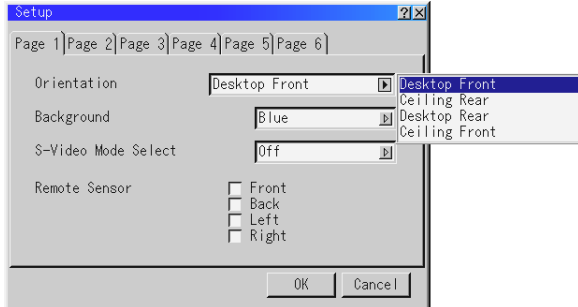 Setup
Page 1 Page 2 Page 3 Page 4 Page 5 Page 6
Orientation Desktop Front Desktop Front
Ceiling Rear
Background Blue Desktop Rear
Ceiling Front
S-Video Mode Select Off
Remote Sensor Front
Back
Left
Right
OK Cancel